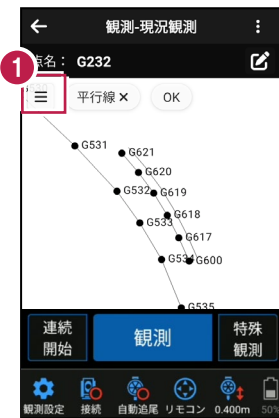 観測-現況観測
1
点名： G232
平行線 ×
OK
G531
G621
G620
G532
G619
G618
G533
G617
G534
G600
G535
連続
開始
観測
特殊
観測
観測設定
接続
自動追尾
リモコン
0.400m
50%